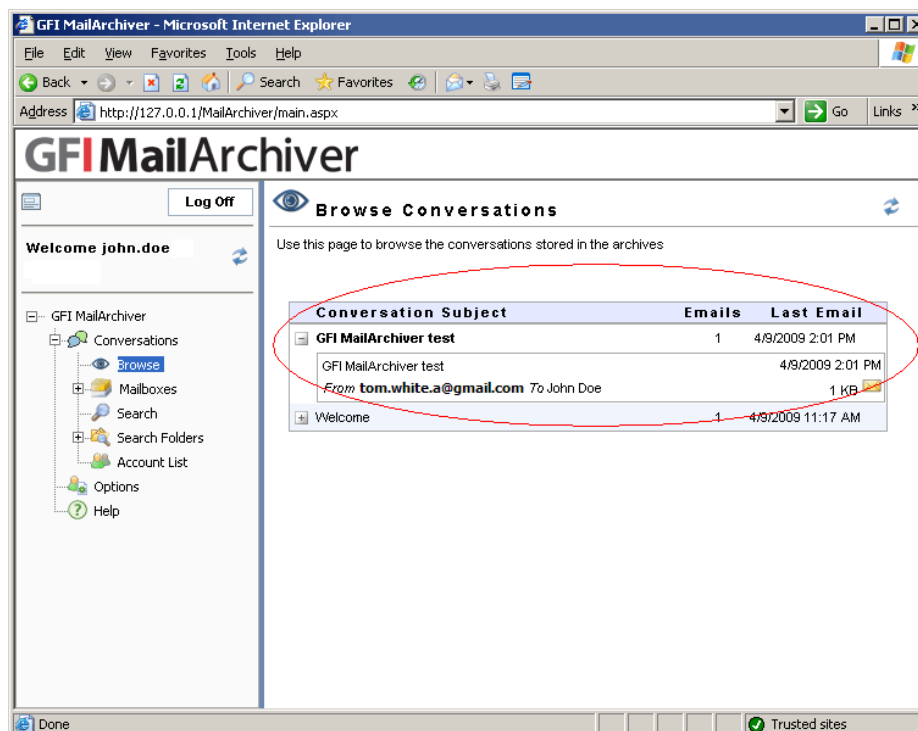 GFI MailArchiver - Microsoft Internet Explorer
File Edit View Favorites Tools Help
Back Search Favorites
Address http://127.0.0.1/MailArchiver/main.aspx Go Links »
GFI MailArchiver
Log Off
Browse Conversations
Welcome john.doe
Use this page to browse the conversations stored in the archives
GFI MailArchiver
Conversations
Browse
Mailboxes
Search
Search Folders
Account List
Options
Help
Conversation Subject Emails Last Email
GFI MailArchiver test 1 4/9/2009 2:01 PM
GFI MailArchiver test 4/9/2009 2:01 PM
From tom.white.a@gmail.com To John Doe 1 KB
Welcome 1 4/9/2009 11:17 AM
Done Trusted sites